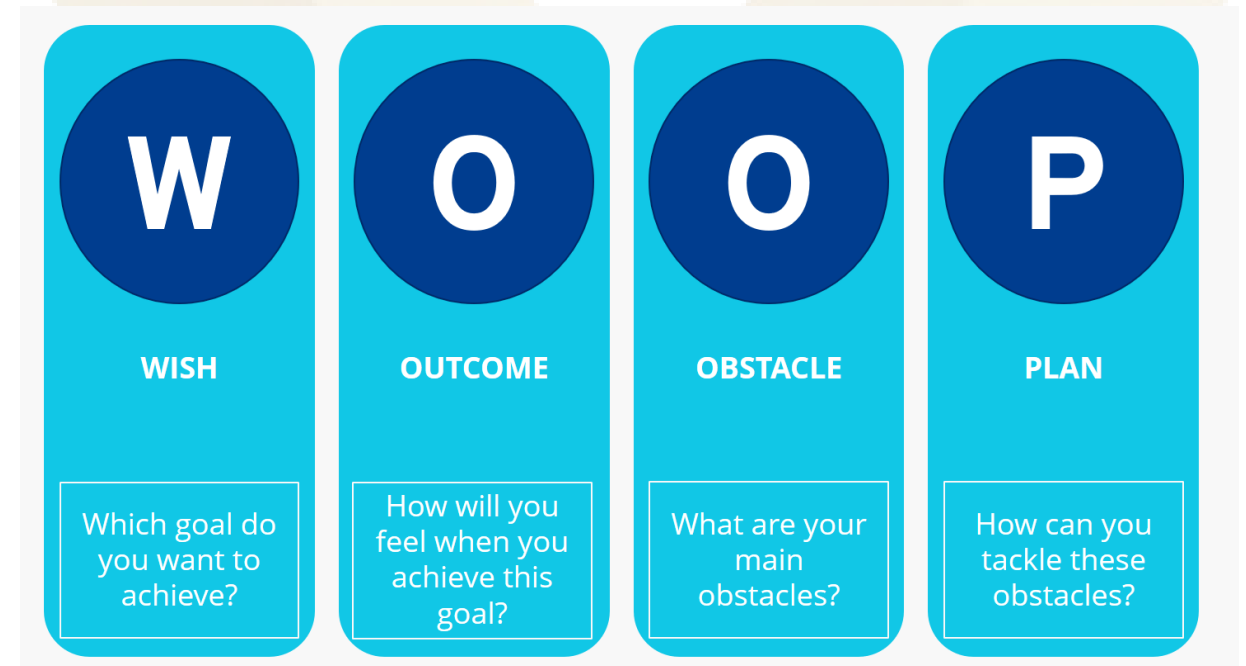 W
WISH
Which goal do
you want to
achieve?
O
OUTCOME
How will you
feel when you
achieve this
goal?
O
OBSTACLE
What are your
main
obstacles?
P
PLAN
How can you
tackle these
obstacles?